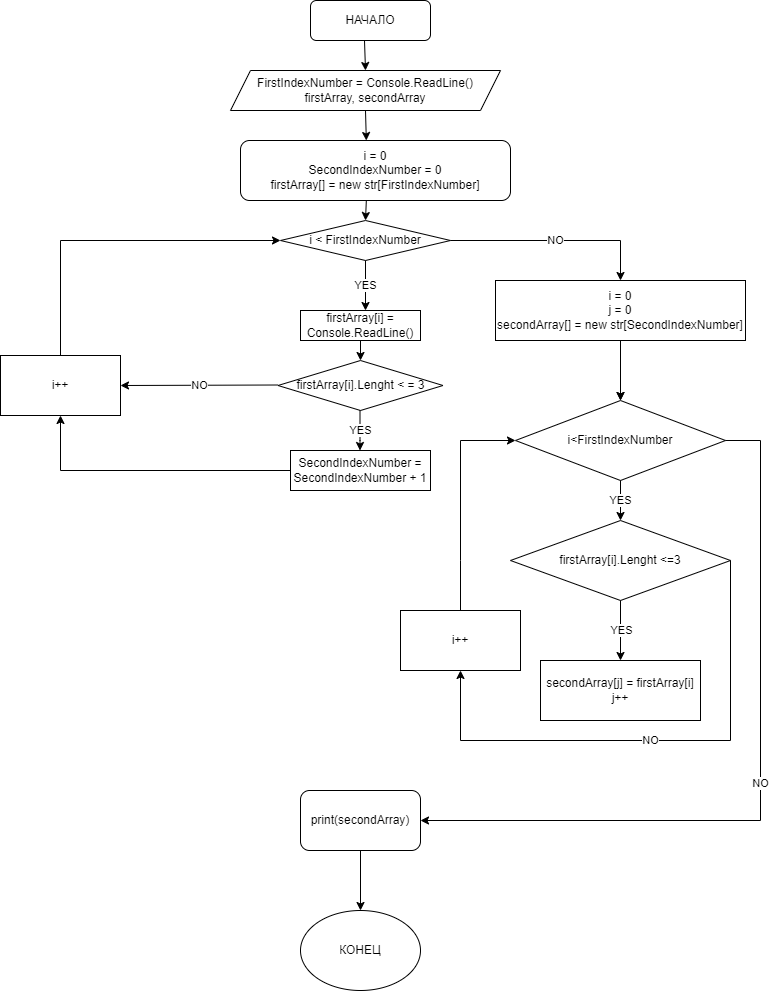 НАЧАЛО
FirstIndexNumber = Console.ReadLine()
firstArray, secondArray
i = 0
SecondIndexNumber = 0
firstArray[] = new str[FirstIndexNumber]
i < FirstIndexNumber
NO
YES
firstArray[i] =
Console.ReadLine()
firstArray[i].Lenght < = 3
NO
i++
YES
SecondIndexNumber =
SecondIndexNumber + 1
i = 0
j = 0
secondArray[] = new str[SecondIndexNumber]
i<FirstIndexNumber
YES
firstArray[i].Lenght <=3
YES
i++
secondArray[j] = firstArray[i]
j++
NO
NO
print(secondArray)
КОНЕЦ